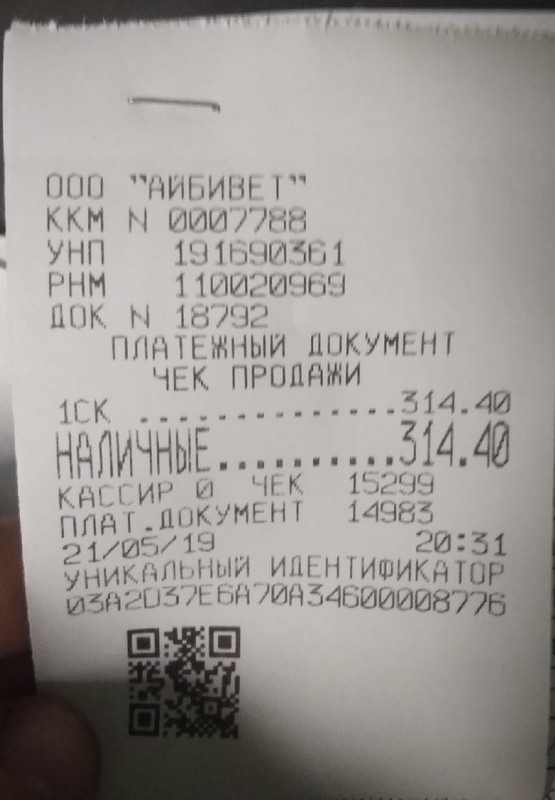 ООО "АЙБИВЕТ"
ККМ N 0007788
УНП 191690361
РНМ 110020969
ДОК N 18792
ПЛАТЕЖНЫЙ ДОКУМЕНТ
ЧЕК ПРОДАЖИ
1СК ..............314.40
НАЛИЧНЫЕ..........314.40
КАССИР 0 ЧЕК 15299
ПЛАТ.ДОКУМЕНТ 14983
21/05/19 20:31
УНИКАЛЬНЫЙ ИДЕНТИФИКАТОР
03A2D37E6A70A34600008776